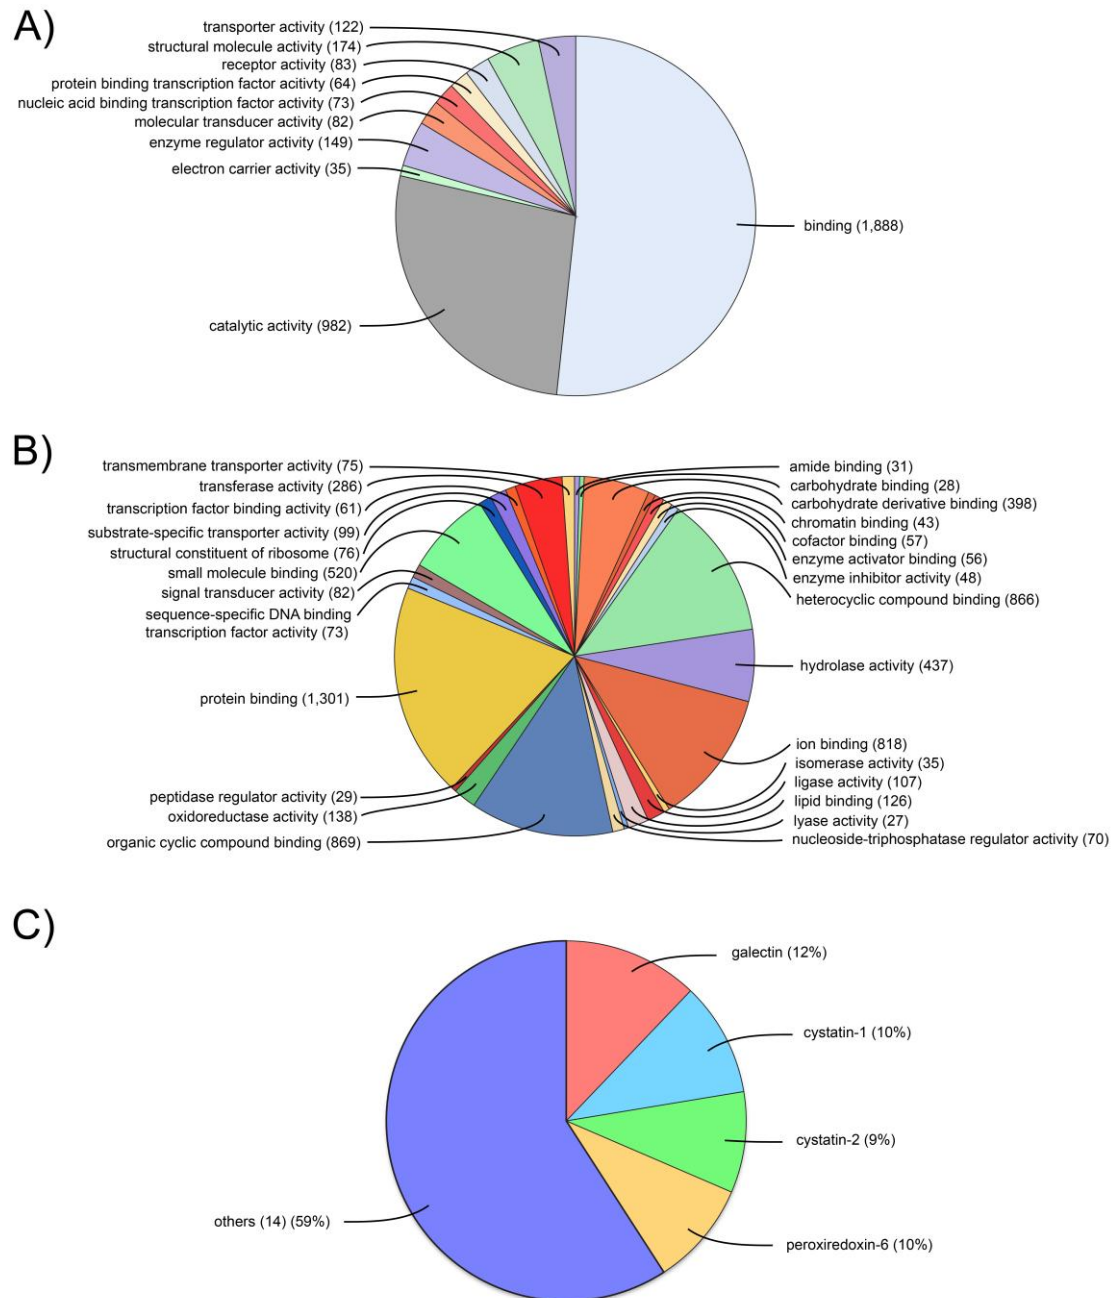 A)
transporter activity (122)
structural molecule activity (174)
receptor activity (83)
protein binding transcription factor acitivity (64)
nucleic acid binding transcription factor activity (73)
molecular transducer activity (82)
enzyme regulator activity (149)
electron carrier activity (35)
binding (1,888)
catalytic activity (982)
B)
transmembrane transporter activity (75)
transferase activity (286)
transcription factor binding activity (61)
substrate-specific transporter activity (99)
structural constituent of ribosome (76)
small molecule binding (520)
signal transducer activity (82)
sequence-specific DNA binding
transcription factor activity (73)
protein binding (1,301)
peptidase regulator activity (29)
oxidoreductase activity (138)
organic cyclic compound binding (869)
amide binding (31)
carbohydrate binding (28)
carbohydrate derivative binding (398)
chromatin binding (43)
cofactor binding (57)
enzyme activator binding (56)
enzyme inhibitor activity (48)
heterocyclic compound binding (866)
hydrolase activity (437)
ion binding (818)
isomerase activity (35)
ligase activity (107)
lipid binding (126)
lyase activity (27)
nucleoside-triphosphatase regulator activity (70)
C)
galectin (12%)
cystatin-1 (10%)
cystatin-2 (9%)
peroxiredoxin-6 (10%)
others (14) (59%)